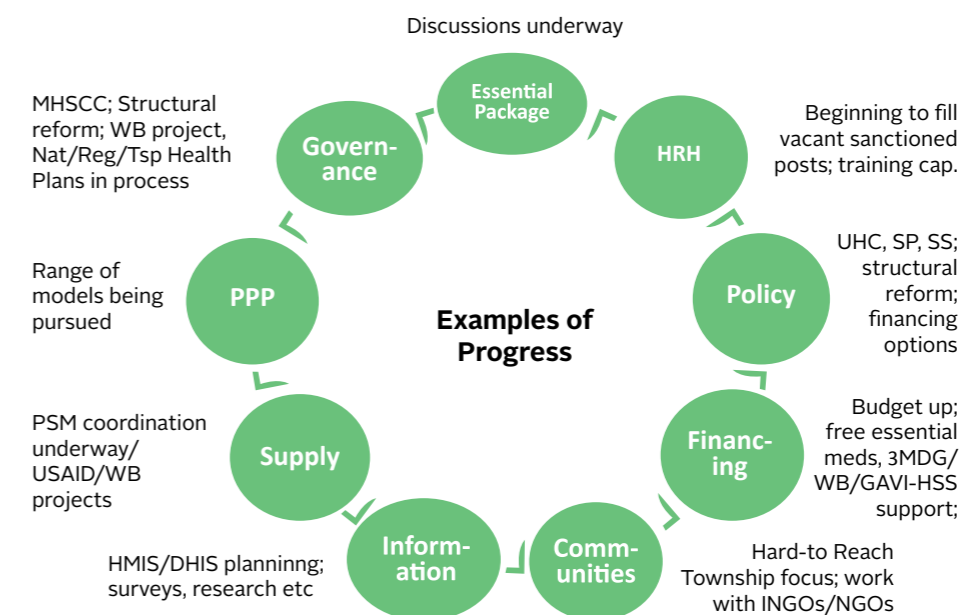 Discussions underway
Essential
Package
HRH
Beginning to fill
vacant sanctioned
posts; training cap.
Policy
UHC, SP, SS;
structural
reform;
financing
options
Financ-
ing
Budget up;
free essential
meds, 3MDG/
WB/GAVI-HSS
support;
Comm-
unities
Hard-to Reach
Township focus; work
with INGOs/NGOs
Inform-
ation
HMIS/DHIS planninng;
surveys, research etc
Supply
PSM coordination
underway/
USAID/WB
projects
PPP
Range of
models being
pursued
Govern-
ance
MHSCC; Structural
reform; WB project,
Nat/Reg/Tsp Health
Plans in process
Examples of
Progress